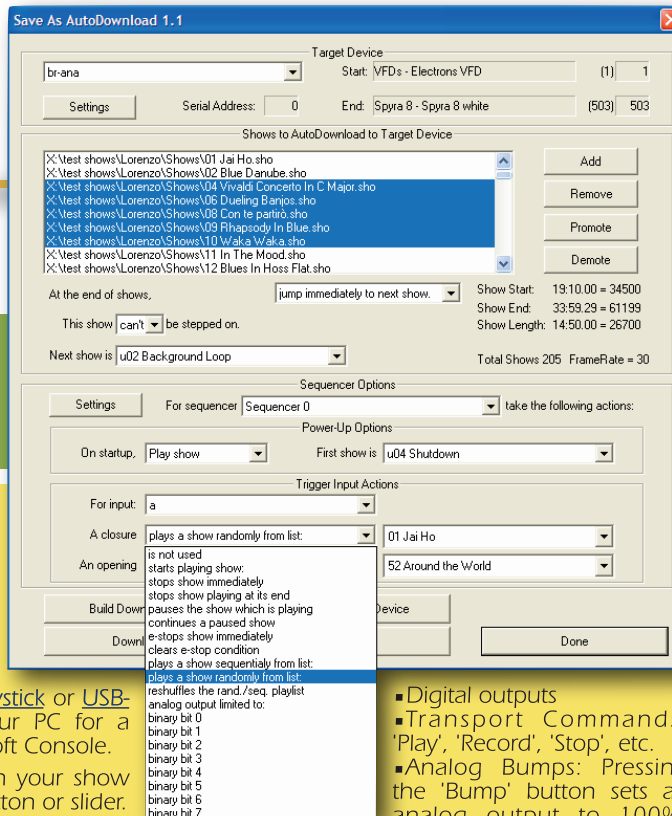 Save As AutoDownload 1.1
Target Device
br-ana
Start: VFDs - Electrons VFD (1) 1
Settings Serial Address: 0 End: Spyra 8 - Spyra 8 white (503) 503
Shows to AutoDownload to Target Device
X:\test shows\Lorenzo\Shows\01 Jai Ho.sho
X:\test shows\Lorenzo\Shows\02 Blue Danube.sho
X:\test shows\Lorenzo\Shows\04 Vivaldi Concerto In C Major.sho
X:\test shows\Lorenzo\Shows\06 Dueling Banjos.sho
X:\test shows\Lorenzo\Shows\08 Con te partirò.sho
X:\test shows\Lorenzo\Shows\09 Rhapsody In Blue.sho
X:\test shows\Lorenzo\Shows\10 Waka Waka.sho
X:\test shows\Lorenzo\Shows\11 In The Mood.sho
X:\test shows\Lorenzo\Shows\12 Blues In Hoss Flat.sho
Add
Remove
Promote
Demote
At the end of shows, jump immediately to next show.
This show can't be stepped on.
Next show is u02 Background Loop
Show Start: 19:10.00 = 34500
Show End: 33:59.29 = 61199
Show Length: 14:50.00 = 26700
Total Shows 205 FrameRate = 30
Sequencer Options
Settings For sequencer Sequencer 0 take the following actions:
Power-Up Options
On startup, Play show First show is u04 Shutdown
Trigger Input Actions
For input: a
A closure plays a show randomly from list: 01 Jai Ho
An opening 52 Around the World
is not used
starts playing show:
stops show immediately
stops show playing at its end
pauses the show which is playing
continues a paused show
e-stops show immediately
clears e-stop condition
plays a show sequentialy from list:
plays a show randomly from list:
reshuffles the rand./seq. playlist
analog output limited to:
binary bit 0
binary bit 1
binary bit 2
binary bit 3
binary bit 4
binary bit 5
binary bit 6
binary bit 7
Build Down
Device
Downl
Done
ystick or USB-
ur PC for a
oft Console.
n your show
tton or slider.
▪Digital outputs
▪Transport Command
'Play', 'Record', 'Stop', etc.
▪Analog Bumps: Pressin
the 'Bump' button sets a
analog output to 100%